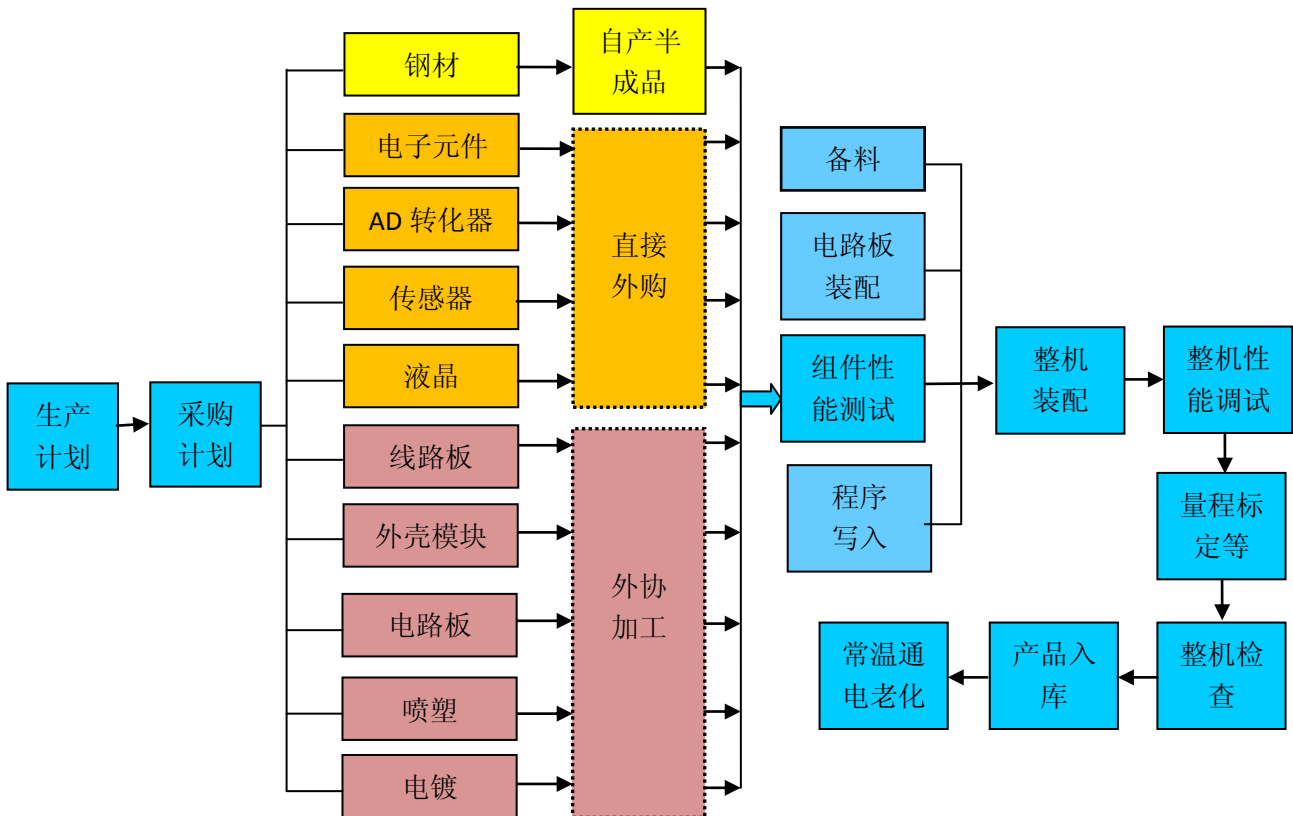 钢材
自产半
成品
电子元件
AD 转化器
传感器
液晶
直接
外购
生产
计划
采购
计划
线路板
外壳模块
电路板
喷塑
电镀
外协
加工
备料
电路板
装配
组件性
能测试
程序
写入
整机
装配
整机性
能调试
量程标
定等
整机检
查
产品入
库
常温通
电老化